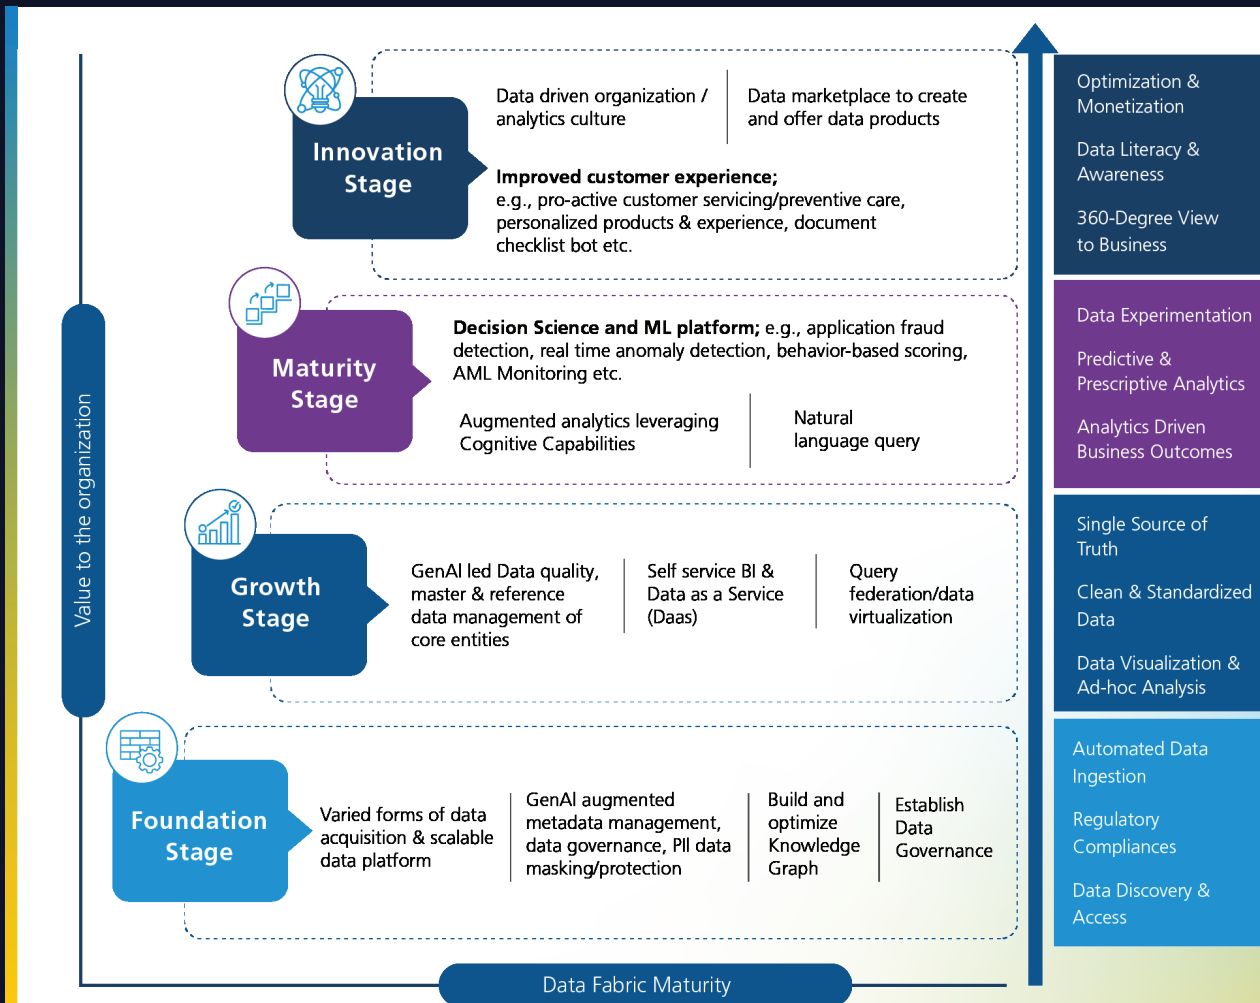 Value to the organization
Innovation
Stage
Data driven organization /
analytics culture
Data marketplace to create
and offer data products
Improved customer experience;
e.g., pro-active customer servicing/preventive care,
personalized products & experience, document
checklist bot etc.
Optimization &
Monetization
Data Literacy &
Awareness
360-Degree View
to Business
Maturity
Stage
Decision Science and ML platform; e.g., application fraud
detection, real time anomaly detection, behavior-based scoring,
AML Monitoring etc.
Augmented analytics leveraging
Cognitive Capabilities
Natural
language query
Data Experimentation
Predictive &
Prescriptive Analytics
Analytics Driven
Business Outcomes
Growth
Stage
GenAI led Data quality,
master & reference
data management of
core entities
Self service BI &
Data as a Service
(Daas)
Query
federation/data
virtualization
Single Source of
Truth
Clean & Standardized
Data
Data Visualization &
Ad-hoc Analysis
Foundation
Stage
Varied forms of data
acquisition & scalable
data platform
GenAI augmented
metadata management,
data governance, PII data
masking/protection
Build and
optimize
Knowledge
Graph
Establish
Data
Governance
Automated Data
Ingestion
Regulatory
Compliances
Data Discovery &
Access
Data Fabric Maturity